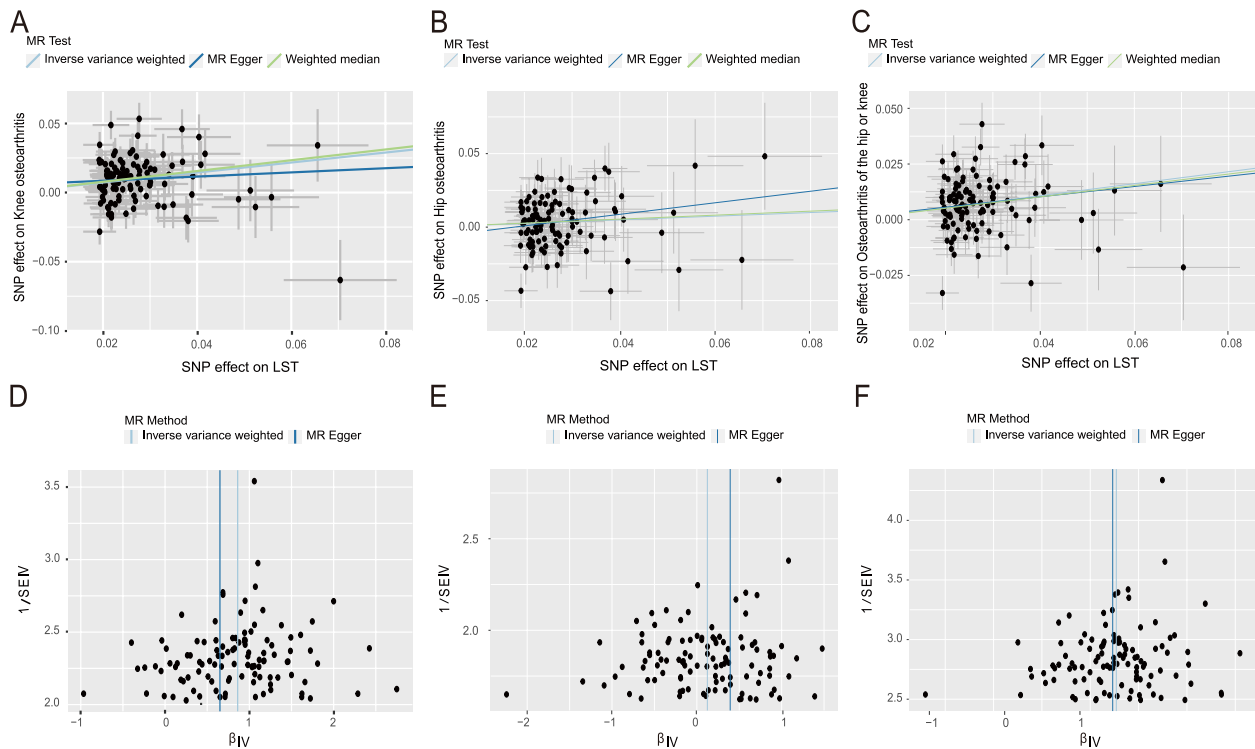 A
MR Test
Inverse variance weighted MR Egger Weighted median
SNP effect on Knee osteoarthritis
0.05
0.00
−0.05
−0.10
0.02 0.04 0.06 0.08
SNP effect on LST
B
MR Test
Inverse variance weighted MR Egger Weighted median
SNP effect on Hip osteoarthritis
0.05
0.00
−0.05
0.02 0.04 0.06 0.08
SNP effect on LST
C
MR Test
Inverse variance weighted MR Egger Weighted median
SNP effect on Osteoarthritis of the hip or knee
0.050
0.025
0.000
−0.025
0.02 0.04 0.06 0.08
SNP effect on LST
D
MR Method
Inverse variance weighted MR Egger
1/SEIV
3.5
3.0
2.5
2.0
−1 0 1 2
βIV
E
MR Method
Inverse variance weighted MR Egger
1/SEIV
2.5
2.0
−2 −1 0 1
βIV
F
MR Method
Inverse variance weighted MR Egger
1/SEIV
4.0
3.5
3.0
2.5
−1 0 1
βIV